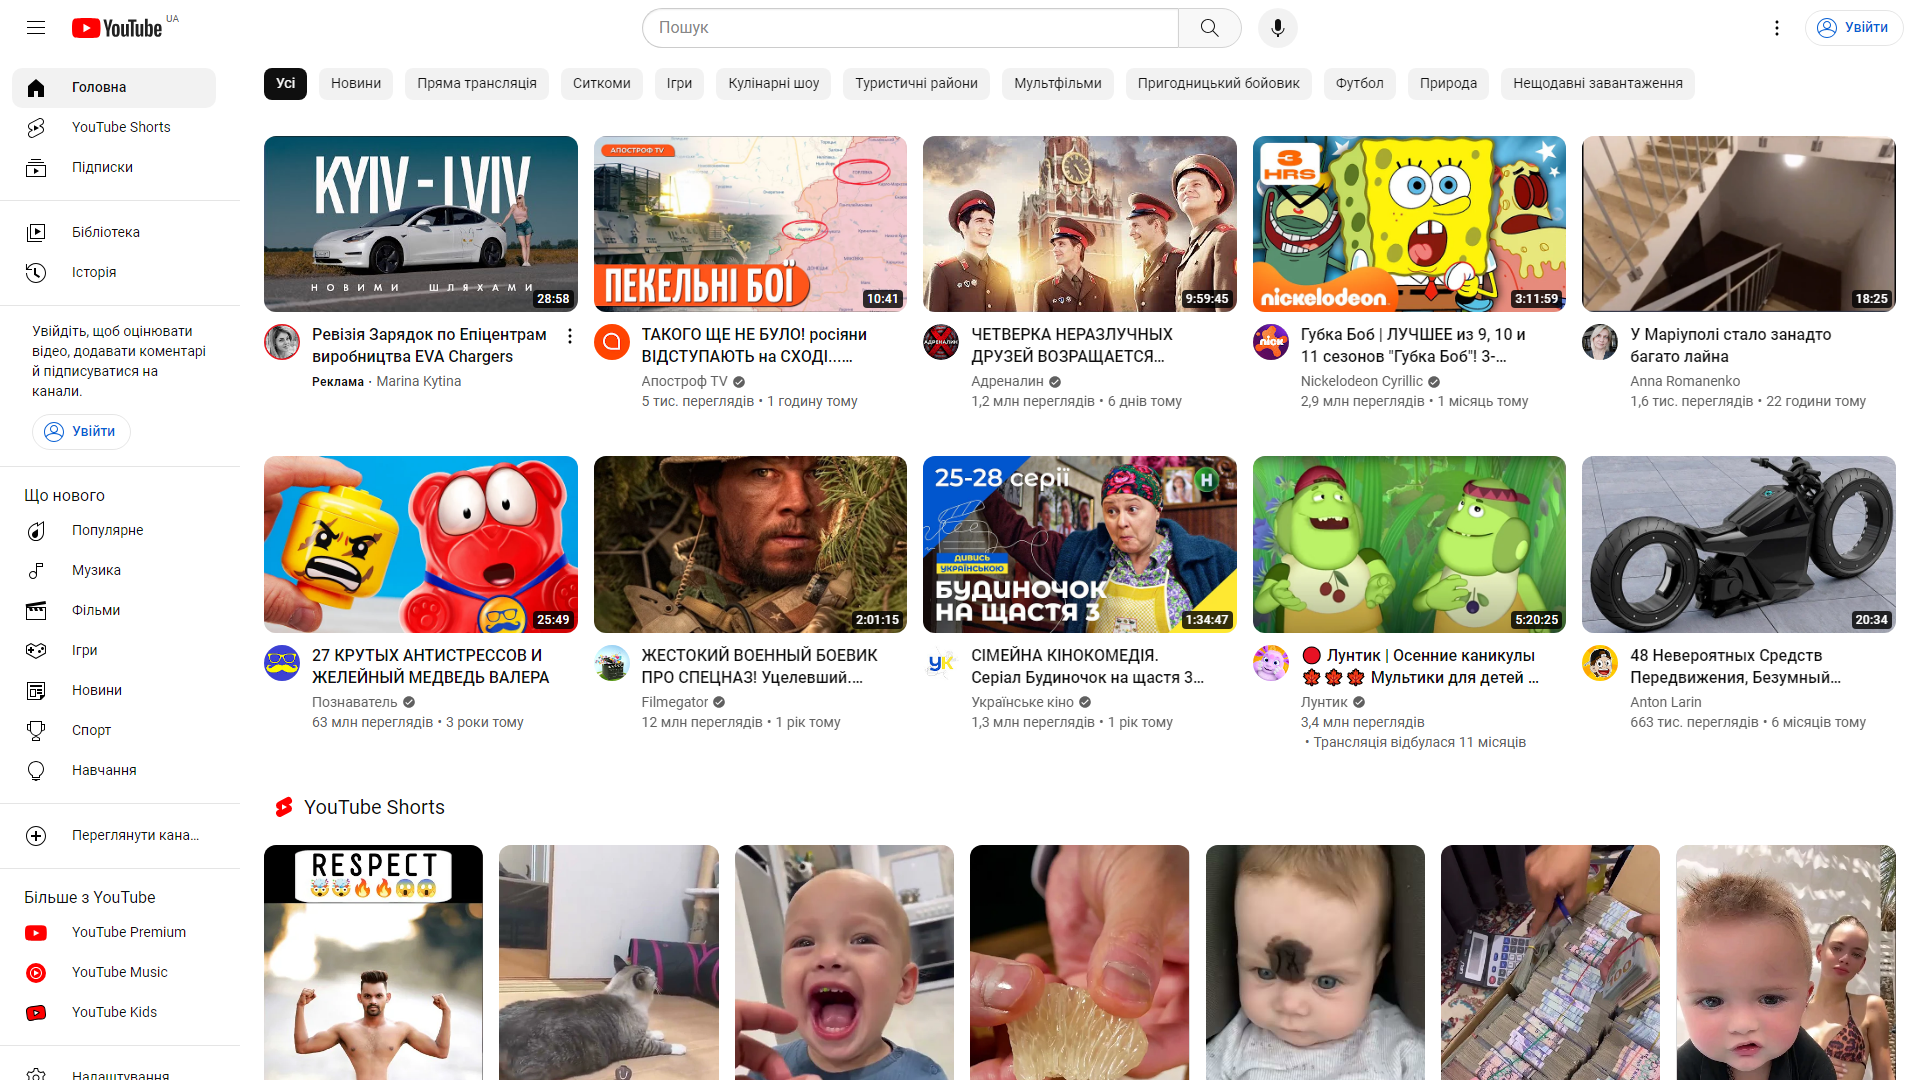 YouTube UA
Пошук
Увійти
Головна
YouTube Shorts
Підписки
Бібліотека
Історія
Увійдіть, щоб оцінювати
відео, додавати коментарі
й підписуватися на
канали.
Увійти
Що нового
Популярне
Музика
Фільми
Ігри
Новини
Спорт
Навчання
Переглянути кана...
Більше з YouTube
YouTube Premium
YouTube Music
YouTube Kids
Налаштування
Усі
Новини
Пряма трансляція
Ситкоми
Ігри
Кулінарні шоу
Туристичні райони
Мультфільми
Пригодницький бойовик
Футбол
Природа
Нещодавні завантаження
KYIV - LVIV
НОВИМИ ШЛЯХАМИ
28:58
Ревізія Зарядок по Епіцентрам
виробництва EVA Chargers
Реклама · Marina Kytina
АПОСТРОФ TV
ПЕКЕЛЬНІ БОЇ
10:41
ТАКОГО ЩЕ НЕ БУЛО! росіяни
ВІДСТУПАЮТЬ на СХОДІ.…
Апостроф TV
5 тис. переглядів • 1 годину тому
9:59:45
АДРЕНАЛИН
ЧЕТВЕРКА НЕРАЗЛУЧНЫХ
ДРУЗЕЙ ВОЗРАЩАЕТСЯ…
Адреналин
1,2 млн переглядів • 6 днів тому
3 HRS
nickelodeon
3:11:59
nick
Губка Боб | ЛУЧШЕЕ из 9, 10 и
11 сезонов "Губка Боб"! 3-…
Nickelodeon Cyrillic
2,9 млн переглядів • 1 місяць тому
18:25
У Маріуполі стало занадто
багато лайна
Anna Romanenko
1,6 тис. переглядів • 22 години тому
25:49
27 КРУТЫХ АНТИСТРЕССОВ И
ЖЕЛЕЙНЫЙ МЕДВЕДЬ ВАЛЕРА
Познаватель
63 млн переглядів • 3 роки тому
2:01:15
ЖЕСТОКИЙ ВОЕННЫЙ БОЕВИК
ПРО СПЕЦНАЗ! Уцелевший.…
Filmegator
12 млн переглядів • 1 рік тому
25-28 серії
Н
ДИВИСЬ
УКРАЇНСЬКОЮ
БУДИНОЧОК
НА ЩАСТЯ 3
1:34:47
УК
СІМЕЙНА КІНОКОМЕДІЯ.
Серіал Будиночок на щастя 3…
Українське кіно
1,3 млн переглядів • 1 рік тому
5:20:25
Лунтик | Осенние каникулы
Мультики для детей …
Лунтик
3,4 млн переглядів
• Трансляція відбулася 11 місяців
20:34
48 Невероятных Средств
Передвижения, Безумный…
Anton Larin
663 тис. переглядів • 6 місяців тому
YouTube Shorts
RESPECT